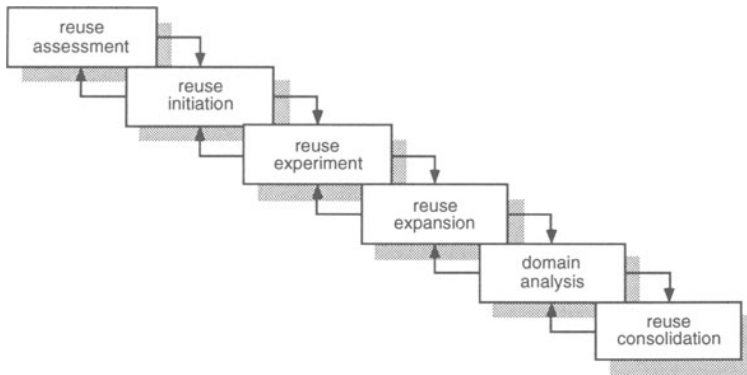 reuse
assessment
reuse
initiation
reuse
experiment
reuse
expansion
domain
analysis
reuse
consolidation